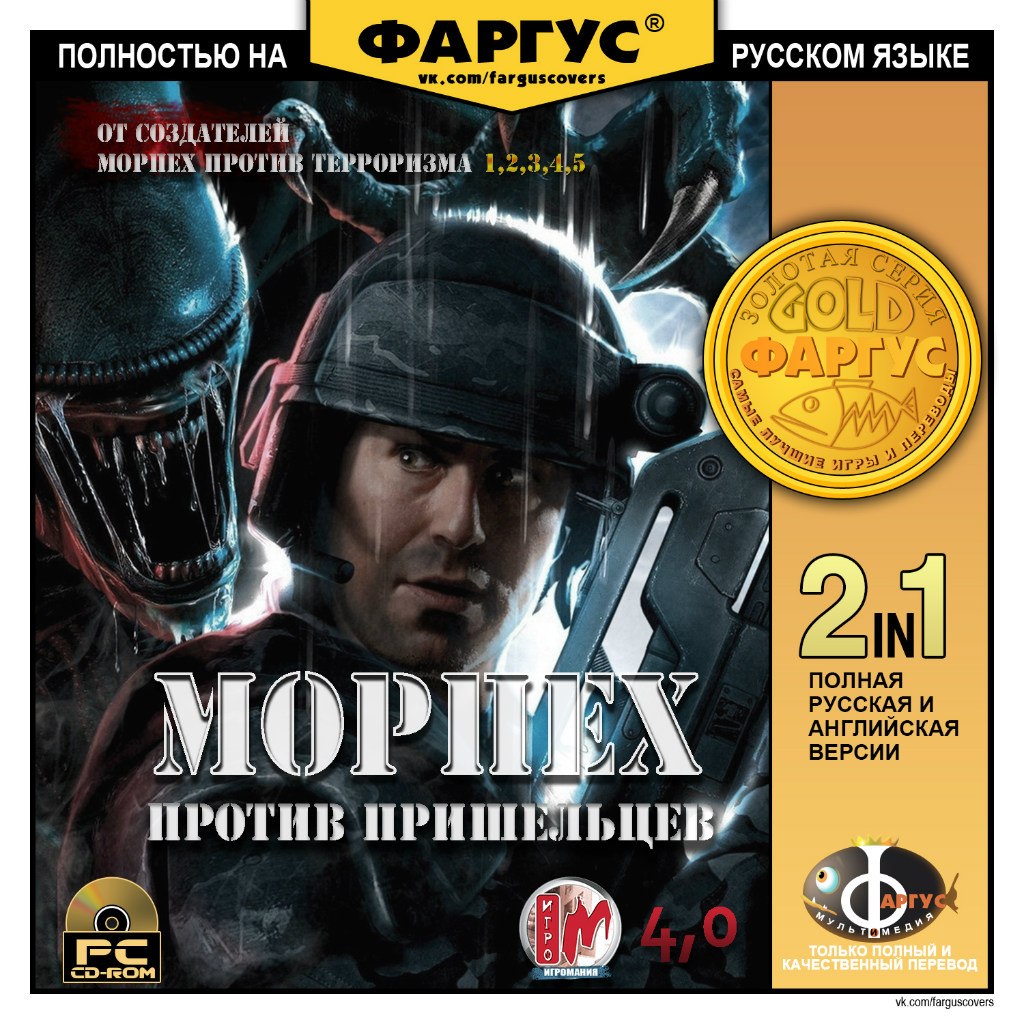 ПОЛНОСТЬЮ НА
ФАРГУС®
vk.com/farguscovers
РУССКОМ ЯЗЫКЕ
ОТ СОЗДАТЕЛЕЙ
МОРПЕХ ПРОТИВ ТЕРРОРИЗМА 1,2,3,4,5
ЗОЛОТАЯ СЕРИЯ
GOLD
ФАРГУС
САМЫЕ ЛУЧШИЕ ИГРЫ И ПЕРЕВОДЫ
2IN1
ПОЛНАЯ
РУССКАЯ И
АНГЛИЙСКАЯ
ВЕРСИИ
МОРПЕХ
ПРОТИВ ПРИШЕЛЬЦЕВ
PC
CD-ROM
ИГРО
М
ИГРОМАНИЯ
4,0
ФАРГУС
МУЛЬТИМЕДИЯ
ТОЛЬКО ПОЛНЫЙ И
КАЧЕСТВЕННЫЙ ПЕРЕВОД
vk.com/farguscovers